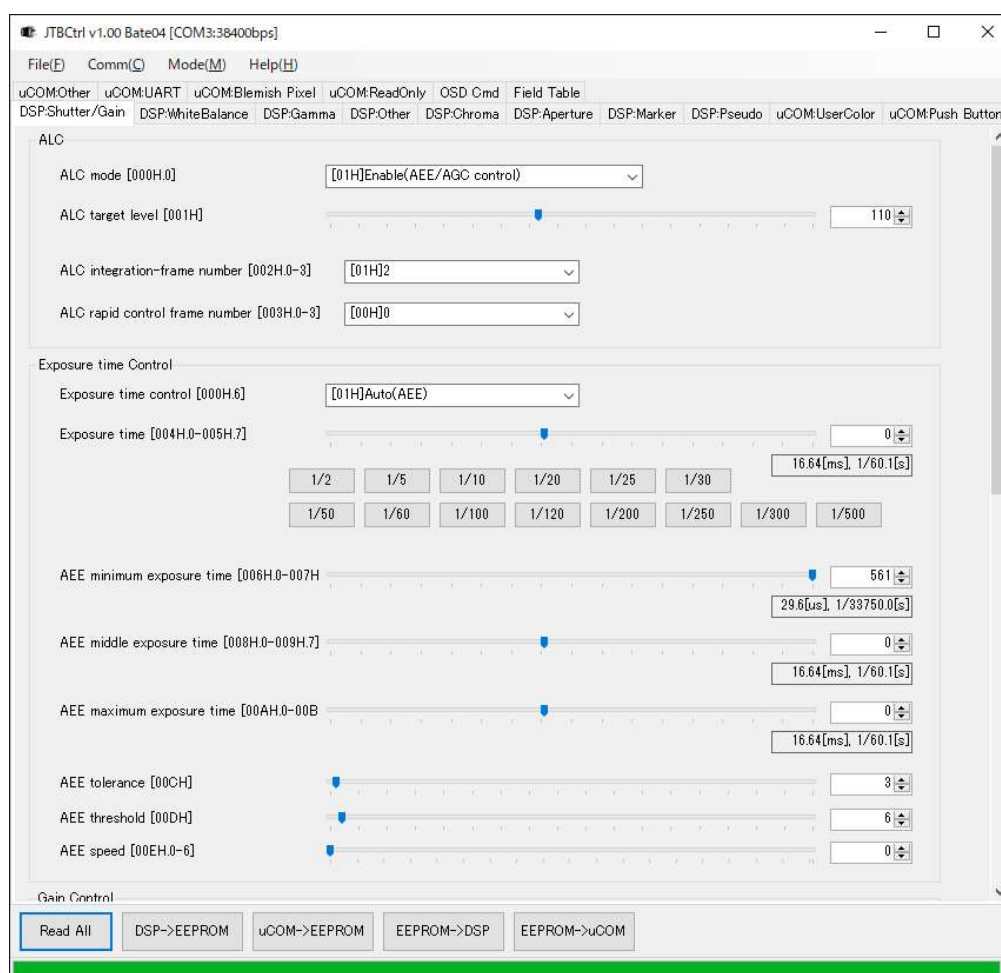 JTBCtrl v1.00 Bate04 [COM3:38400bps]
File(F) Comm(C) Mode(M) Help(H)
uCOM:Other uCOM:UART uCOM:Blemish Pixel uCOM:ReadOnly OSD Cmd Field Table
DSP:Shutter/Gain DSP:WhiteBalance DSP:Gamma DSP:Other DSP:Chroma DSP:Aperture DSP:Marker DSP:Pseudo uCOM:UserColor uCOM:Push Button
ALC
ALC mode [000H.0] [01H]Enable(AEE/AGC control)
ALC target level [001H] 110
ALC integration-frame number [002H.0-3] [01H]2
ALC rapid control frame number [003H.0-3] [00H]0
Exposure time Control
Exposure time control [000H.6] [01H]Auto(AEE)
Exposure time [004H.0-005H.7] 0
16.64[ms], 1/60.1[s]
1/2 1/5 1/10 1/20 1/25 1/30
1/50 1/60 1/100 1/120 1/200 1/250 1/300 1/500
AEE minimum exposure time [006H.0-007H 561
29.6[us], 1/33750.0[s]
AEE middle exposure time [008H.0-009H.7] 0
16.64[ms], 1/60.1[s]
AEE maximum exposure time [00AH.0-00B 0
16.64[ms], 1/60.1[s]
AEE tolerance [00CH] 3
AEE threshold [00DH] 6
AEE speed [00EH.0-6] 0
Gain Control
Read All DSP->EEPROM uCOM->EEPROM EEPROM->DSP EEPROM->uCOM